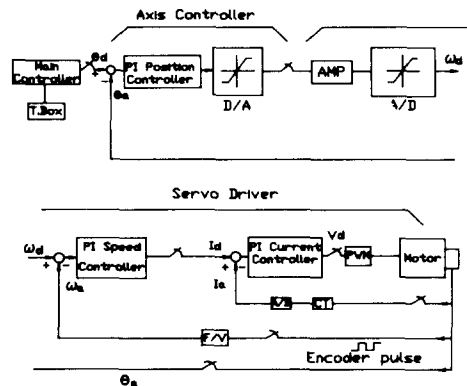 Axis Controller
Main Controller
θd
+
-
PI Position Controller
D/A
AMP
A/D
ωd
T.Box
θa
Servo Driver
ωd
+
-
PI Speed Controller
Id
+
-
PI Current Controller
Vd
PWM
Motor
ωa
Ia
A/D
CT
F/V
Encoder pulse
θa